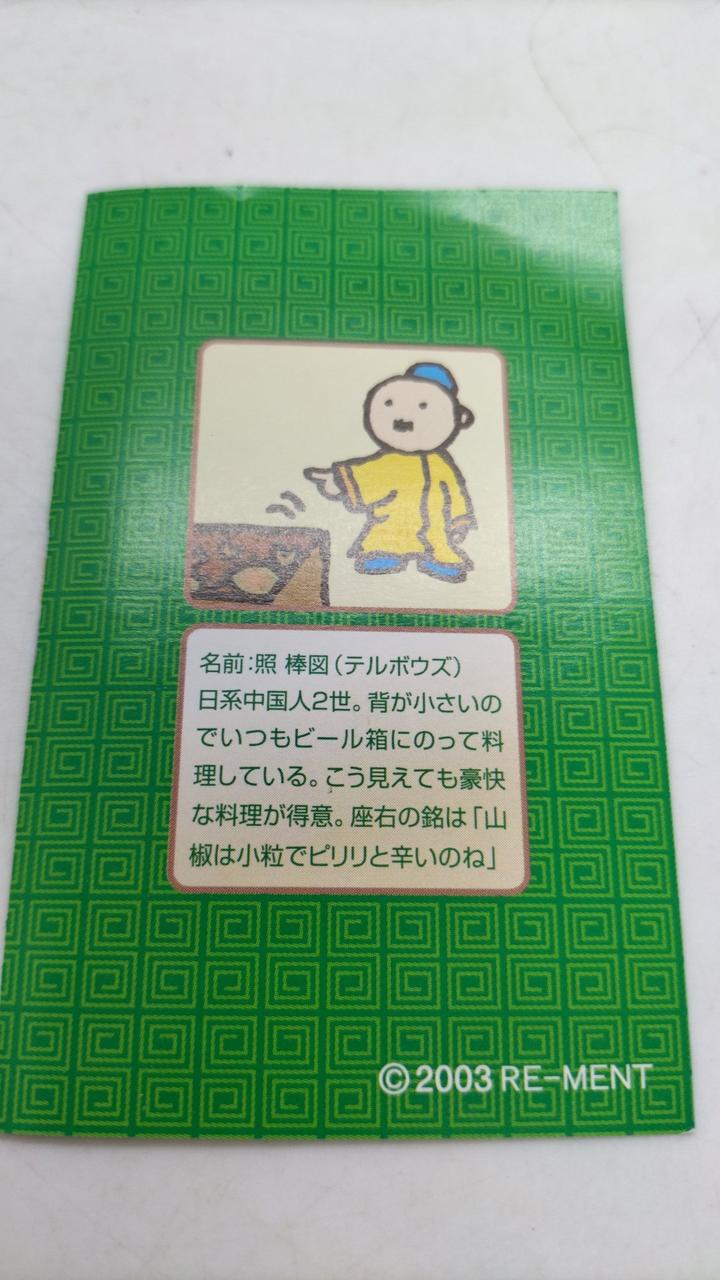 名前:照 棒図(テルボウズ)
日系中国人2世。背が小さいの
でいつもビール箱にのって料
理している。こう見えても豪快
な料理が得意。座右の銘は「山
椒は小粒でピリリと辛いのね」
©2003 RE-MENT